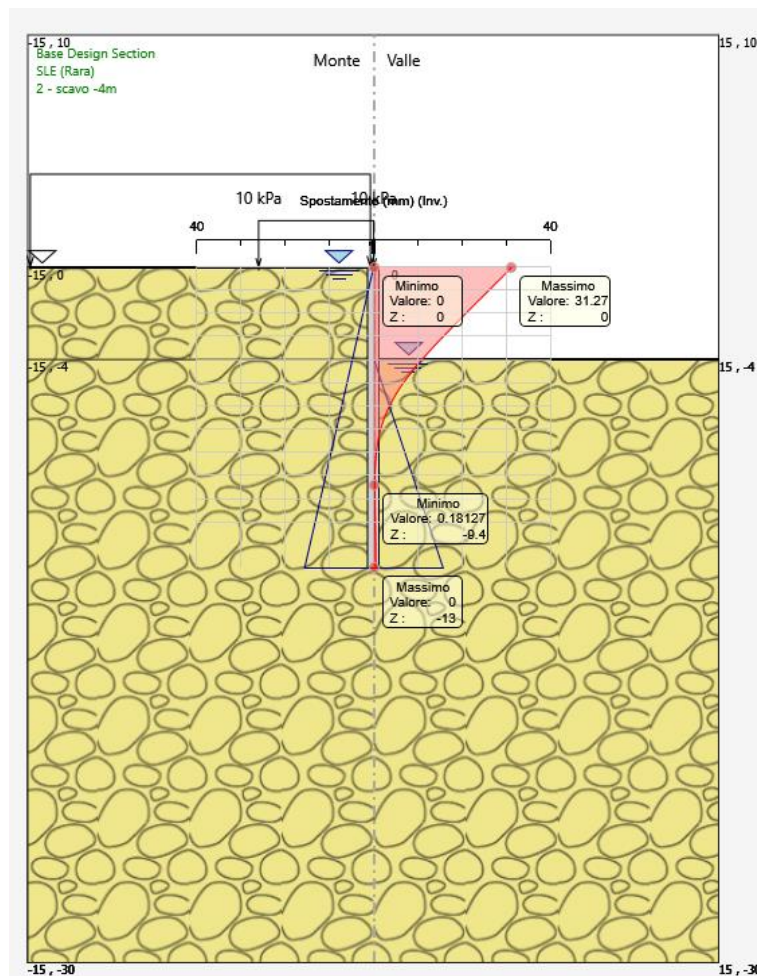 -15 , 10
15 , 10
Base Design Section
SLE (Rara)
2 - scavo -4m
Monte
Valle
10 kPa
10 kPa
Spostamento (mm) (Inv.)
40
40
-15 , 0
0
Minimo
Valore: 0
Z : 0
Massimo
Valore: 31.27
Z : 0
-15 , -4
15 , -4
Minimo
Valore: 0.18127
Z : -9.4
Massimo
Valore: 0
Z : -13
-15 , -30
15 , -30